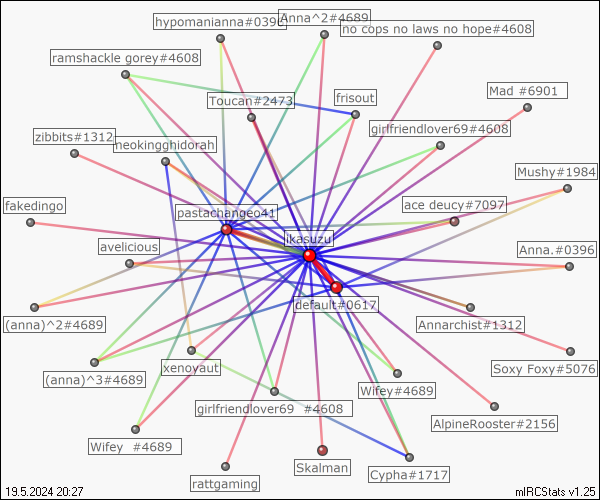 hypomanianna#0396
Anna^2#4689
no cops no laws no hope#4608
ramshackle gorey#4608
Toucan#2473
frisout
Mad #6901
zibbits#1312
neokingghidorah
girlfriendlover69#4608
Mushy#1984
fakedingo
pastachangeo41
ace deucy#7097
avelicious
ikasuzu
Anna.#0396
default#0617
(anna)^2#4689
Annarchist#1312
(anna)^3#4689
xenoyaut
Soxy Foxy#5076
Wifey#4689
girlfriendlover69 #4608
AlpineRooster#2156
Wifey #4689
rattgaming
Skalman
Cypha#1717
19.5.2024 20:27
mIRCStats v1.25